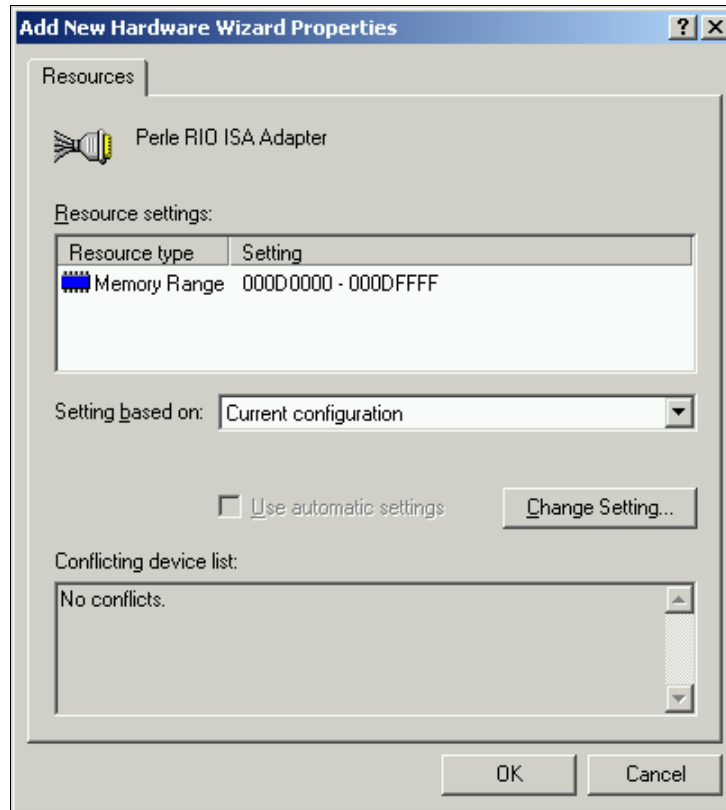 Add New Hardware Wizard Properties
Resources
Perle RIO ISA Adapter
Resource settings:
Resource type Setting
Memory Range 000D0000 - 000DFFFF
Setting based on: Current configuration
Use automatic settings Change Setting...
Conflicting device list:
No conflicts.
OK Cancel